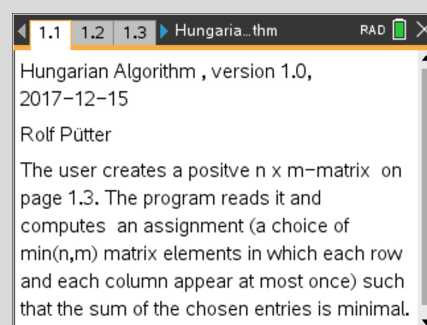 1.1 1.2 1.3 Hungaria...thm RAD
Hungarian Algorithm , version 1.0,
2017-12-15
Rolf Pütter
The user creates a positve n x m-matrix on
page 1.3. The program reads it and
computes an assignment (a choice of
min(n,m) matrix elements in which each row
and each column appear at most once) such
that the sum of the chosen entries is minimal.